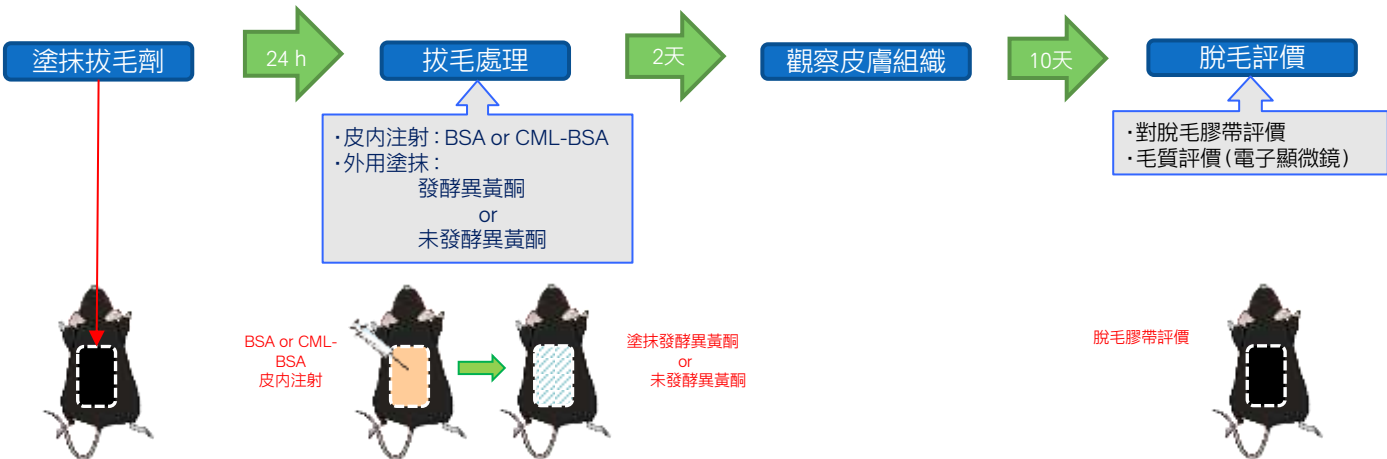 塗抹拔毛劑
24 h
拔毛處理
2天
觀察皮膚組織
10天
脫毛評價
·皮內注射：BSA or CML-BSA
·外用塗抹：
發酵異黃酮
or
未發酵異黃酮
·對脫毛膠帶評價
·毛質評價(電子顯微鏡)
BSA or CML-
BSA
皮内注射
塗抹發酵異黃酮
or
未發酵異黃酮
脫毛膠帶評價